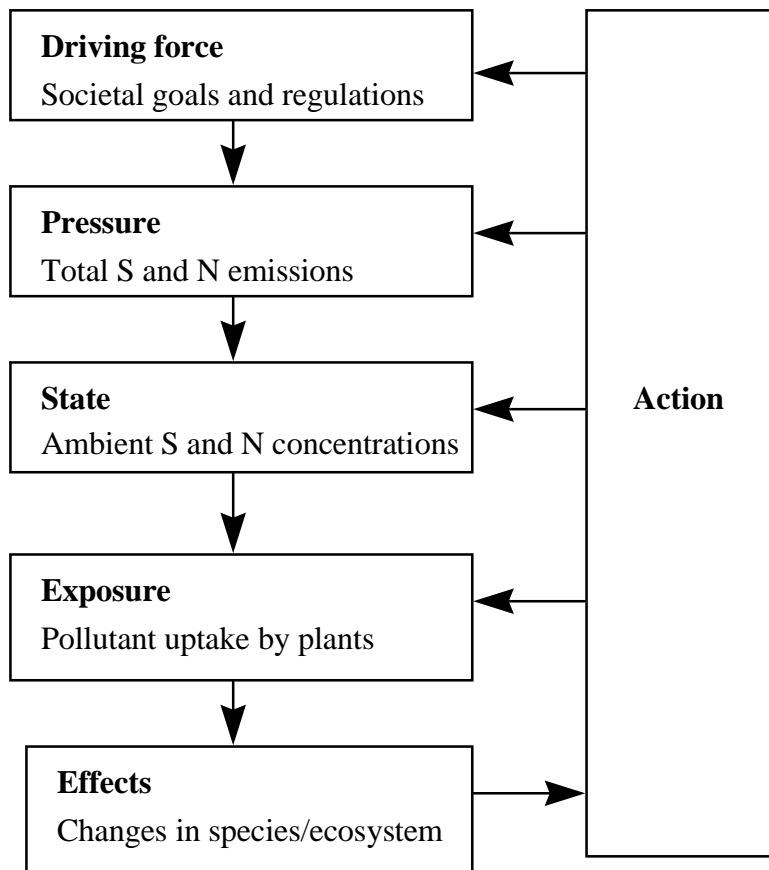 Driving force
Societal goals and regulations
Pressure
Total S and N emissions
State
Ambient S and N concentrations
Action
Exposure
Pollutant uptake by plants
Effects
Changes in species/ecosystem